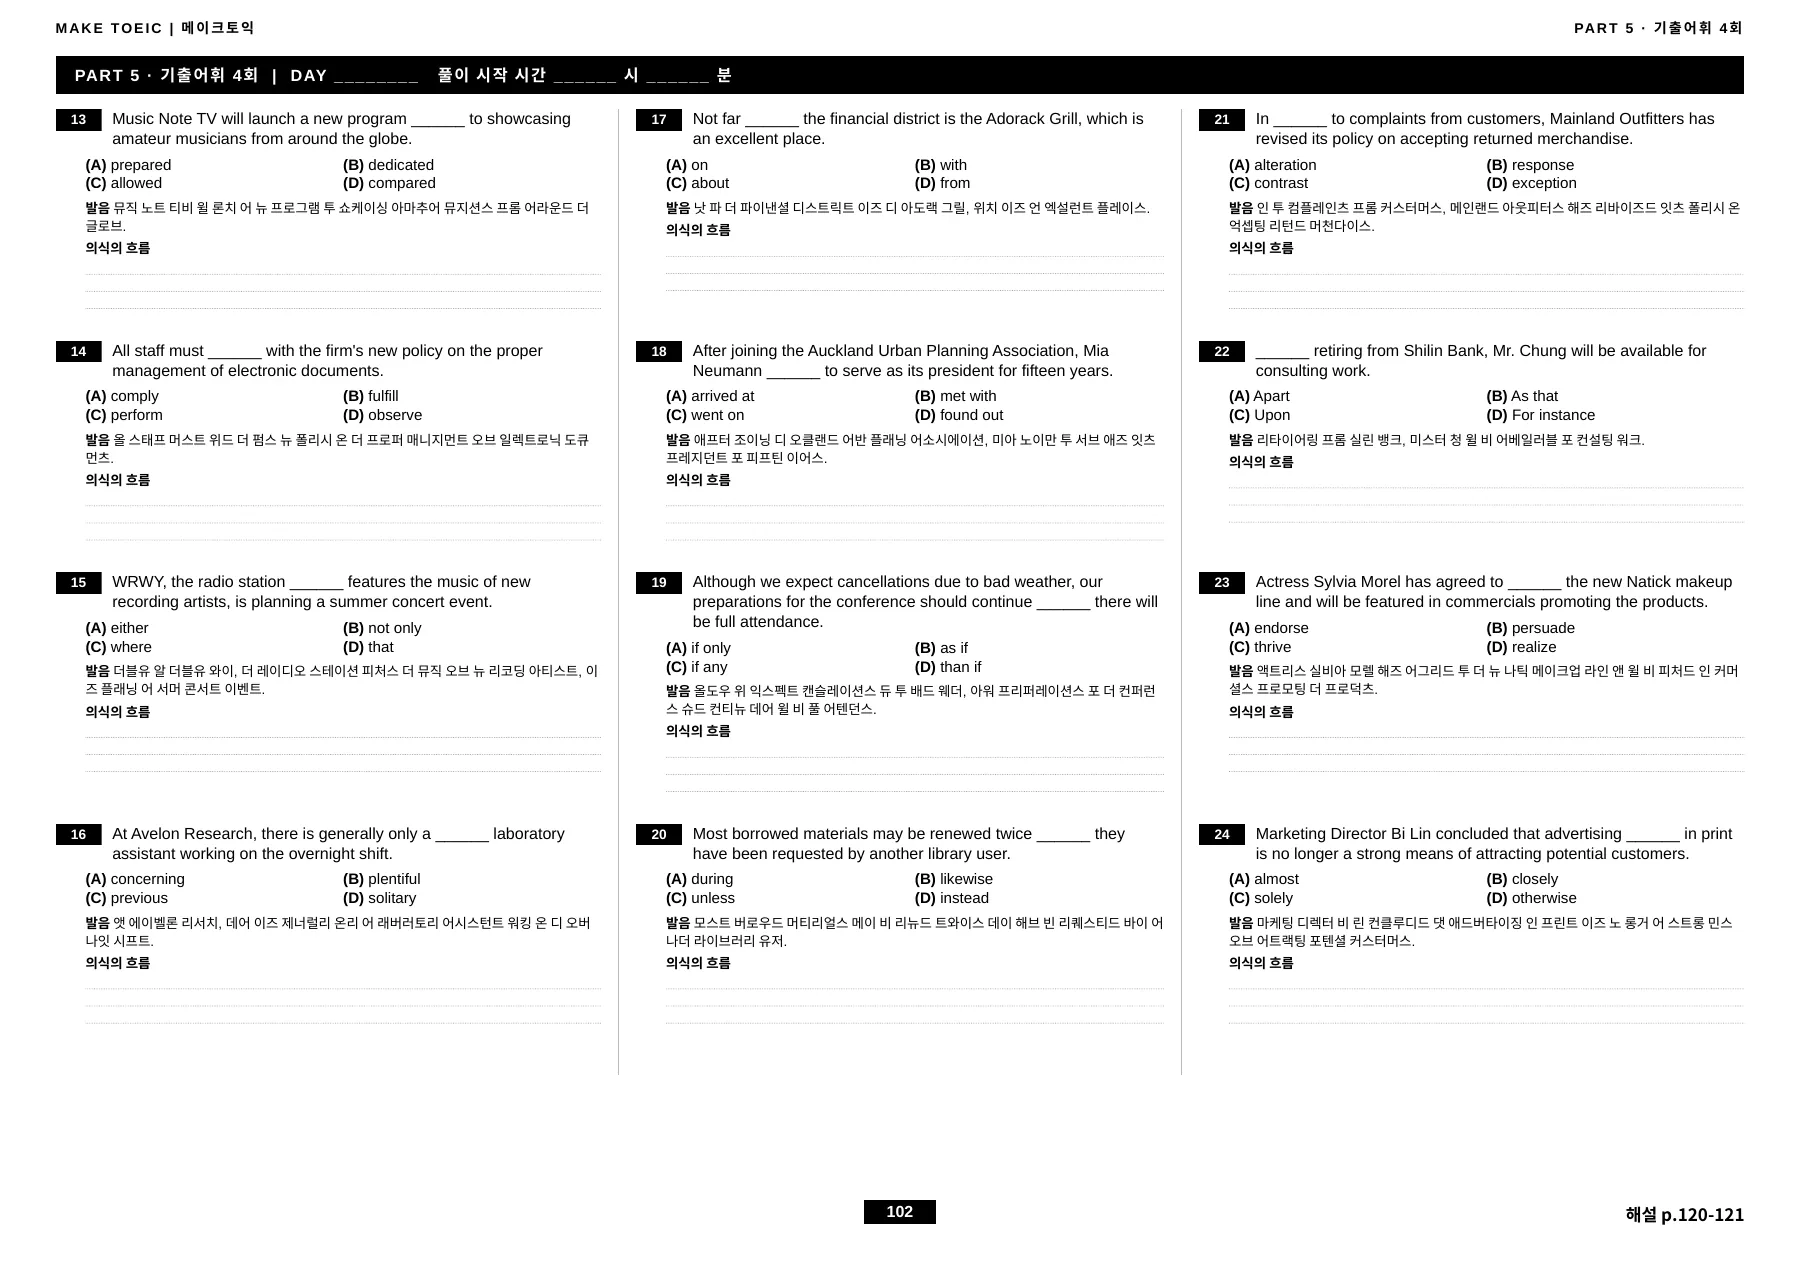 MAKE TOEIC | 메이크토익
PART 5 · 기출어휘 4회
PART 5 · 기출어휘 4회 | DAY ________ 풀이 시작 시간 ______ 시 ______ 분
13 Music Note TV will launch a new program ______ to showcasing
amateur musicians from around the globe.
(A) prepared (B) dedicated
(C) allowed (D) compared
발음 뮤직 노트 티비 윌 론치 어 뉴 프로그램 투 쇼케이싱 아마추어 뮤지션스 프롬 어라운드 더
글로브.
의식의 흐름
14 All staff must ______ with the firm's new policy on the proper
management of electronic documents.
(A) comply (B) fulfill
(C) perform (D) observe
발음 올 스태프 머스트 위드 더 펌스 뉴 폴리시 온 더 프로퍼 매니지먼트 오브 일렉트로닉 도큐
먼츠.
의식의 흐름
15 WRWY, the radio station ______ features the music of new
recording artists, is planning a summer concert event.
(A) either (B) not only
(C) where (D) that
발음 더블유 알 더블유 와이, 더 레이디오 스테이션 피처스 더 뮤직 오브 뉴 리코딩 아티스트, 이
즈 플래닝 어 서머 콘서트 이벤트.
의식의 흐름
16 At Avelon Research, there is generally only a ______ laboratory
assistant working on the overnight shift.
(A) concerning (B) plentiful
(C) previous (D) solitary
발음 앳 에이벨론 리서치, 데어 이즈 제너럴리 온리 어 래버러토리 어시스턴트 워킹 온 디 오버
나잇 시프트.
의식의 흐름
17 Not far ______ the financial district is the Adorack Grill, which is
an excellent place.
(A) on (B) with
(C) about (D) from
발음 낫 파 더 파이낸셜 디스트릭트 이즈 디 아도랙 그릴, 위치 이즈 언 엑설런트 플레이스.
의식의 흐름
18 After joining the Auckland Urban Planning Association, Mia
Neumann ______ to serve as its president for fifteen years.
(A) arrived at (B) met with
(C) went on (D) found out
발음 애프터 조이닝 디 오클랜드 어반 플래닝 어소시에이션, 미아 노이만 투 서브 애즈 잇츠
프레지던트 포 피프틴 이어스.
의식의 흐름
19 Although we expect cancellations due to bad weather, our
preparations for the conference should continue ______ there will
be full attendance.
(A) if only (B) as if
(C) if any (D) than if
발음 올도우 위 익스펙트 캔슬레이션스 듀 투 배드 웨더, 아워 프리퍼레이션스 포 더 컨퍼런
스 슈드 컨티뉴 데어 윌 비 풀 어텐던스.
의식의 흐름
20 Most borrowed materials may be renewed twice ______ they
have been requested by another library user.
(A) during (B) likewise
(C) unless (D) instead
발음 모스트 버로우드 머티리얼스 메이 비 리뉴드 트와이스 데이 해브 빈 리퀘스티드 바이 어
나더 라이브러리 유저.
의식의 흐름
21 In ______ to complaints from customers, Mainland Outfitters has
revised its policy on accepting returned merchandise.
(A) alteration (B) response
(C) contrast (D) exception
발음 인 투 컴플레인츠 프롬 커스터머스, 메인랜드 아웃피터스 해즈 리바이즈드 잇츠 폴리시 온
억셉팅 리턴드 머천다이스.
의식의 흐름
22 ______ retiring from Shilin Bank, Mr. Chung will be available for
consulting work.
(A) Apart (B) As that
(C) Upon (D) For instance
발음 리타이어링 프롬 실린 뱅크, 미스터 청 윌 비 어베일러블 포 컨설팅 워크.
의식의 흐름
23 Actress Sylvia Morel has agreed to ______ the new Natick makeup
line and will be featured in commercials promoting the products.
(A) endorse (B) persuade
(C) thrive (D) realize
발음 액트리스 실비아 모렐 해즈 어그리드 투 더 뉴 나틱 메이크업 라인 앤 윌 비 피처드 인 커머
셜스 프로모팅 더 프로덕츠.
의식의 흐름
24 Marketing Director Bi Lin concluded that advertising ______ in print
is no longer a strong means of attracting potential customers.
(A) almost (B) closely
(C) solely (D) otherwise
발음 마케팅 디렉터 비 린 컨클루디드 댓 애드버타이징 인 프린트 이즈 노 롱거 어 스트롱 민스
오브 어트랙팅 포텐셜 커스터머스.
의식의 흐름
102
해설 p.120-121